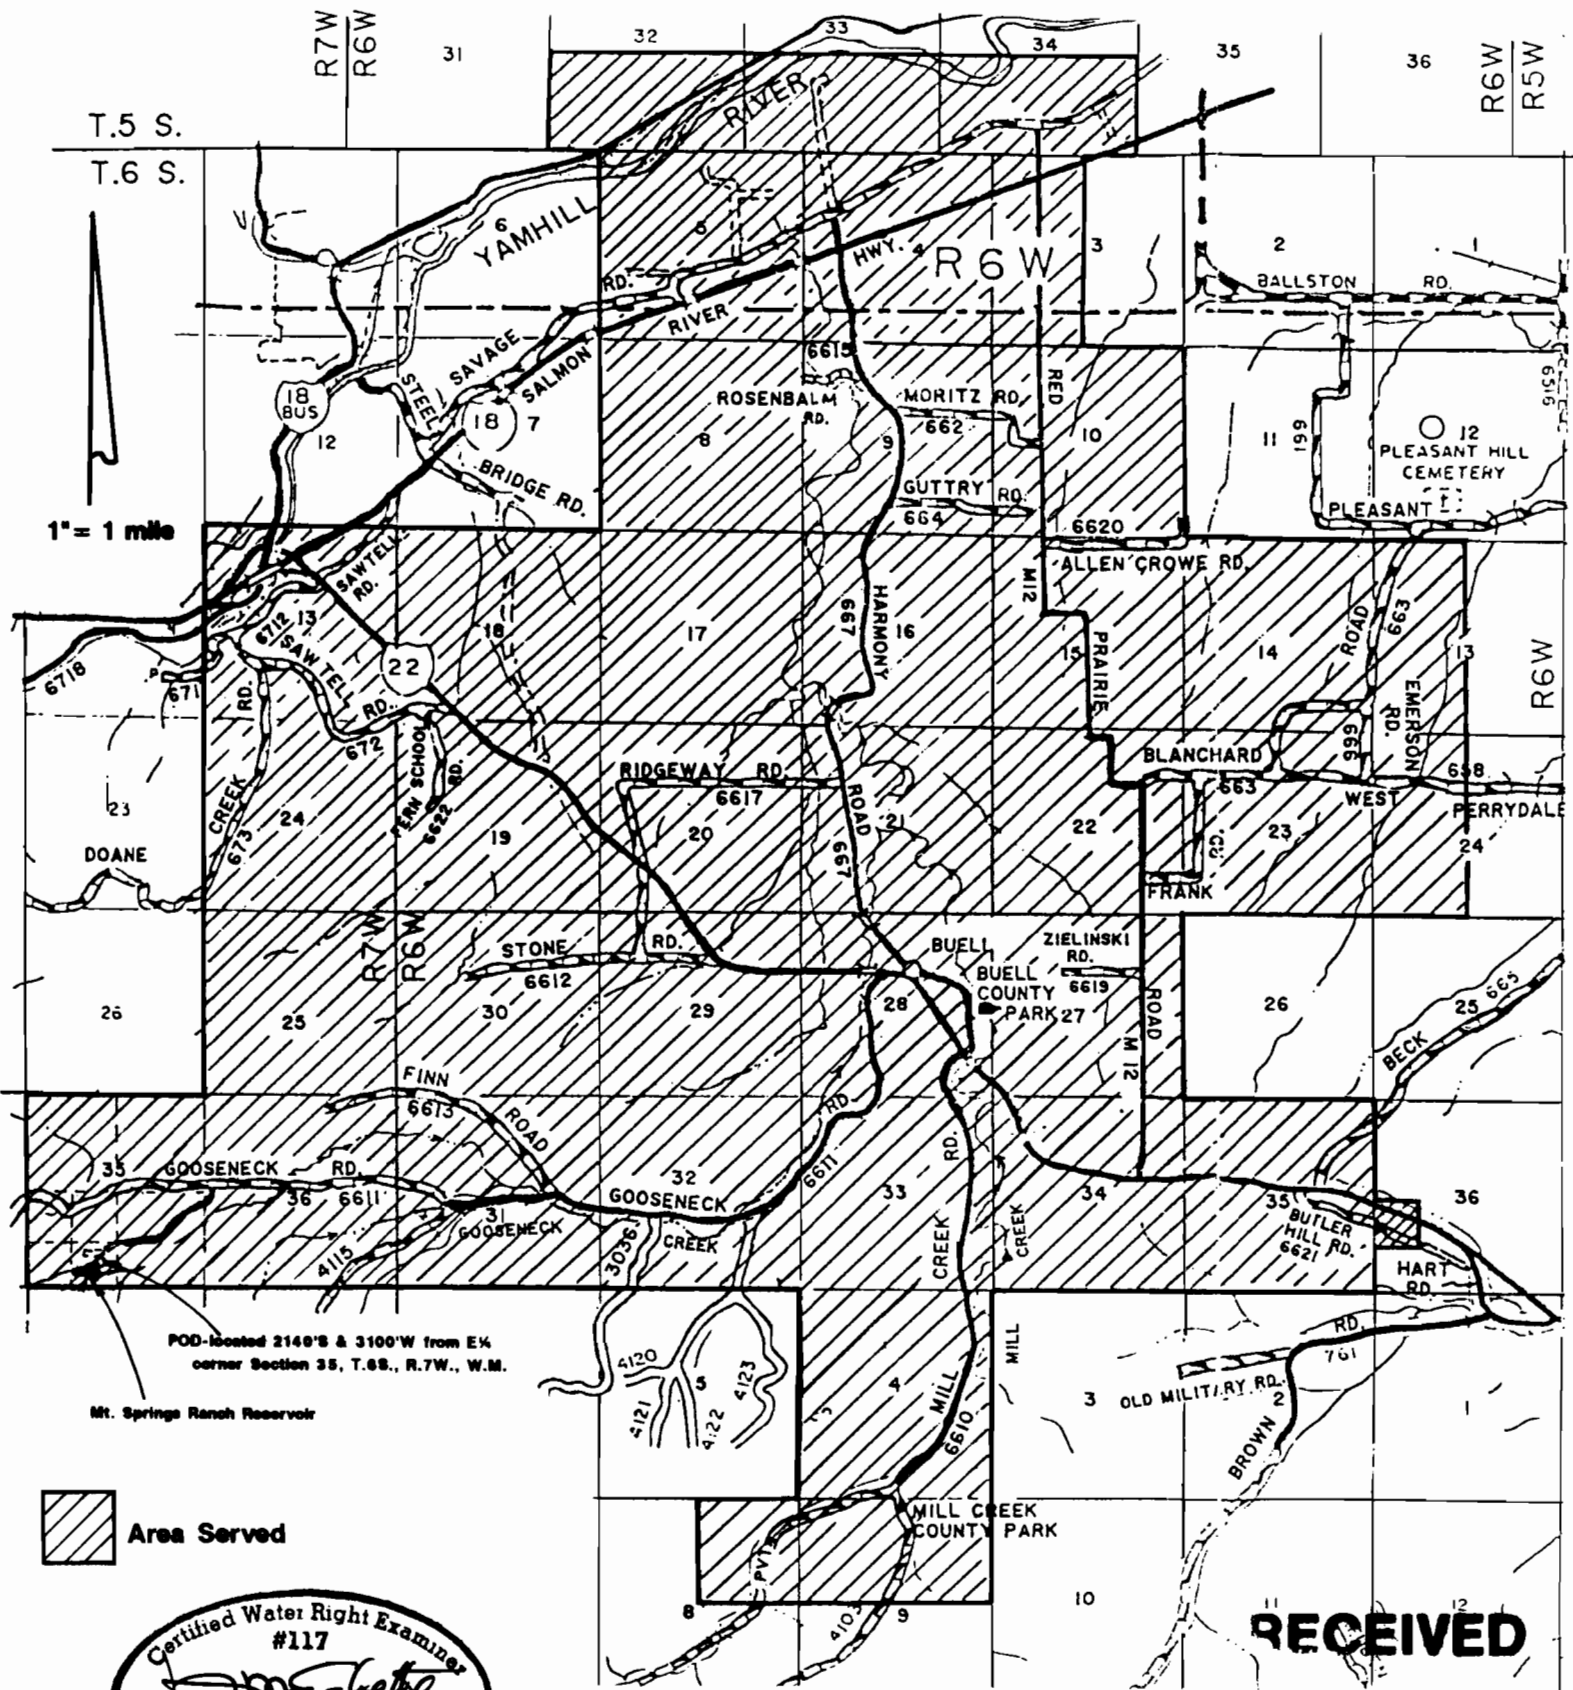 R7W
R6W
31
32
33
34
35
36
R6W
R5W
T.5 S.
T.6 S.
RIVER
6
YAMHILL
5
HWY.
4
R6W
3
2
1
BALLSTON RD.
RD.
RIVER
SAVAGE
SALMON
STEEL
BRIDGE RD.
18
BUS
12
18
7
6615
ROSENBALM
RD.
8
9
MORITZ RD.
662
RED
10
11
661
656
12
PLEASANT HILL
CEMETERY
PLEASANT
GUTTRY RD.
664
6620
ALLEN CROWE RD.
1"= 1 mile
SAWTELL
RD.
M12
HARMONY
667
13
6712
SAWTELL
RD.
672
18
17
16
15
PRAIRIE
14
ROAD
663
13
R6W
6718
671
22
RD.
CREEK
673
FERN SCHOOL
RD.
6622
EMERSON
RD.
666
BLANCHARD
663
WEST
658
PERRYDALE
RIDGEWAY RD.
6617
ROAD
667
23
24
19
20
21
22
23
24
DOANE
FRANK
R7W
R6W
STONE RD.
6612
BUELL
BUELL
COUNTY
PARK
ZIELINSKI
RD.
6619
ROAD
M 12
26
25
30
29
28
27
26
25
665
BECK
FINN
6613
ROAD
RD
6611
35
GOOSENECK RD.
36
6611
31
GOOSENECK
32
GOOSENECK
CREEK
33
RD.
CREEK
CREEK
34
35
36
BUTLER
HILL RD.
6621
HART
RD.
4115
3036
POD-located 2140'S & 3100'W from E¼
corner Section 35, T.6S., R.7W., W.M.
Mt. Springs Ranch Reservoir
4120
5
4121
4122
4123
4
MILL
6610
MILL
3
RD.
761
OLD MILITARY RD.
2
1
BROWN
MILL CREEK
COUNTY PARK
PVT
8
4103
9
10
11
12
Area Served
Certified Water Right Examiner
#117
RECEIVED